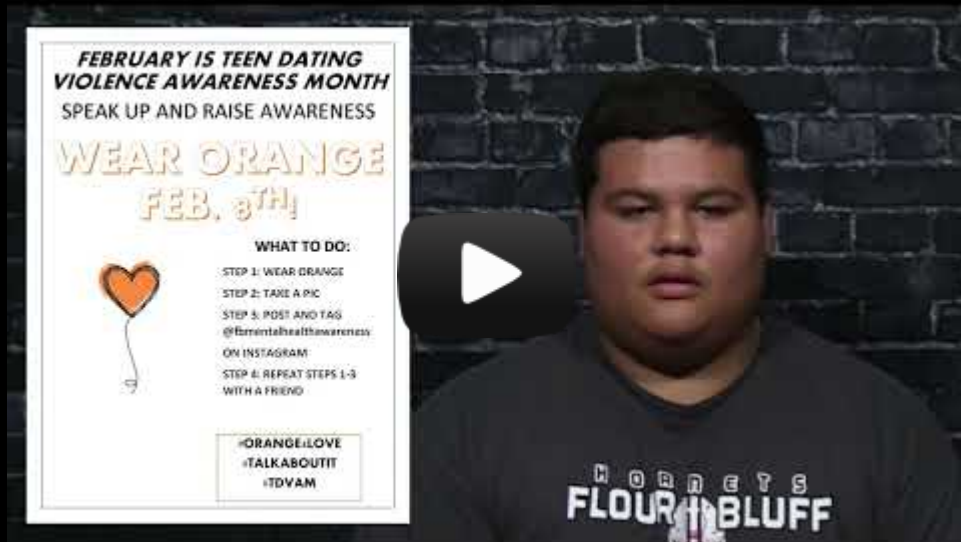 FEBRUARY IS TEEN DATING
VIOLENCE AWARENESS MONTH
SPEAK UP AND RAISE AWARENESS
WEAR ORANGE
FEB. 8TH!
WHAT TO DO:
STEP 1: WEAR ORANGE
STEP 2: TAKE A PIC
STEP 3: POST AND TAG
@fbmentalhealthawareness
ON INSTAGRAM
STEP 4: REPEAT STEPS 1-3
WITH A FRIEND
#ORANGE4LOVE
#TALKABOUTIT
#TDVAM
HORNETS
FLOUR BLUFF